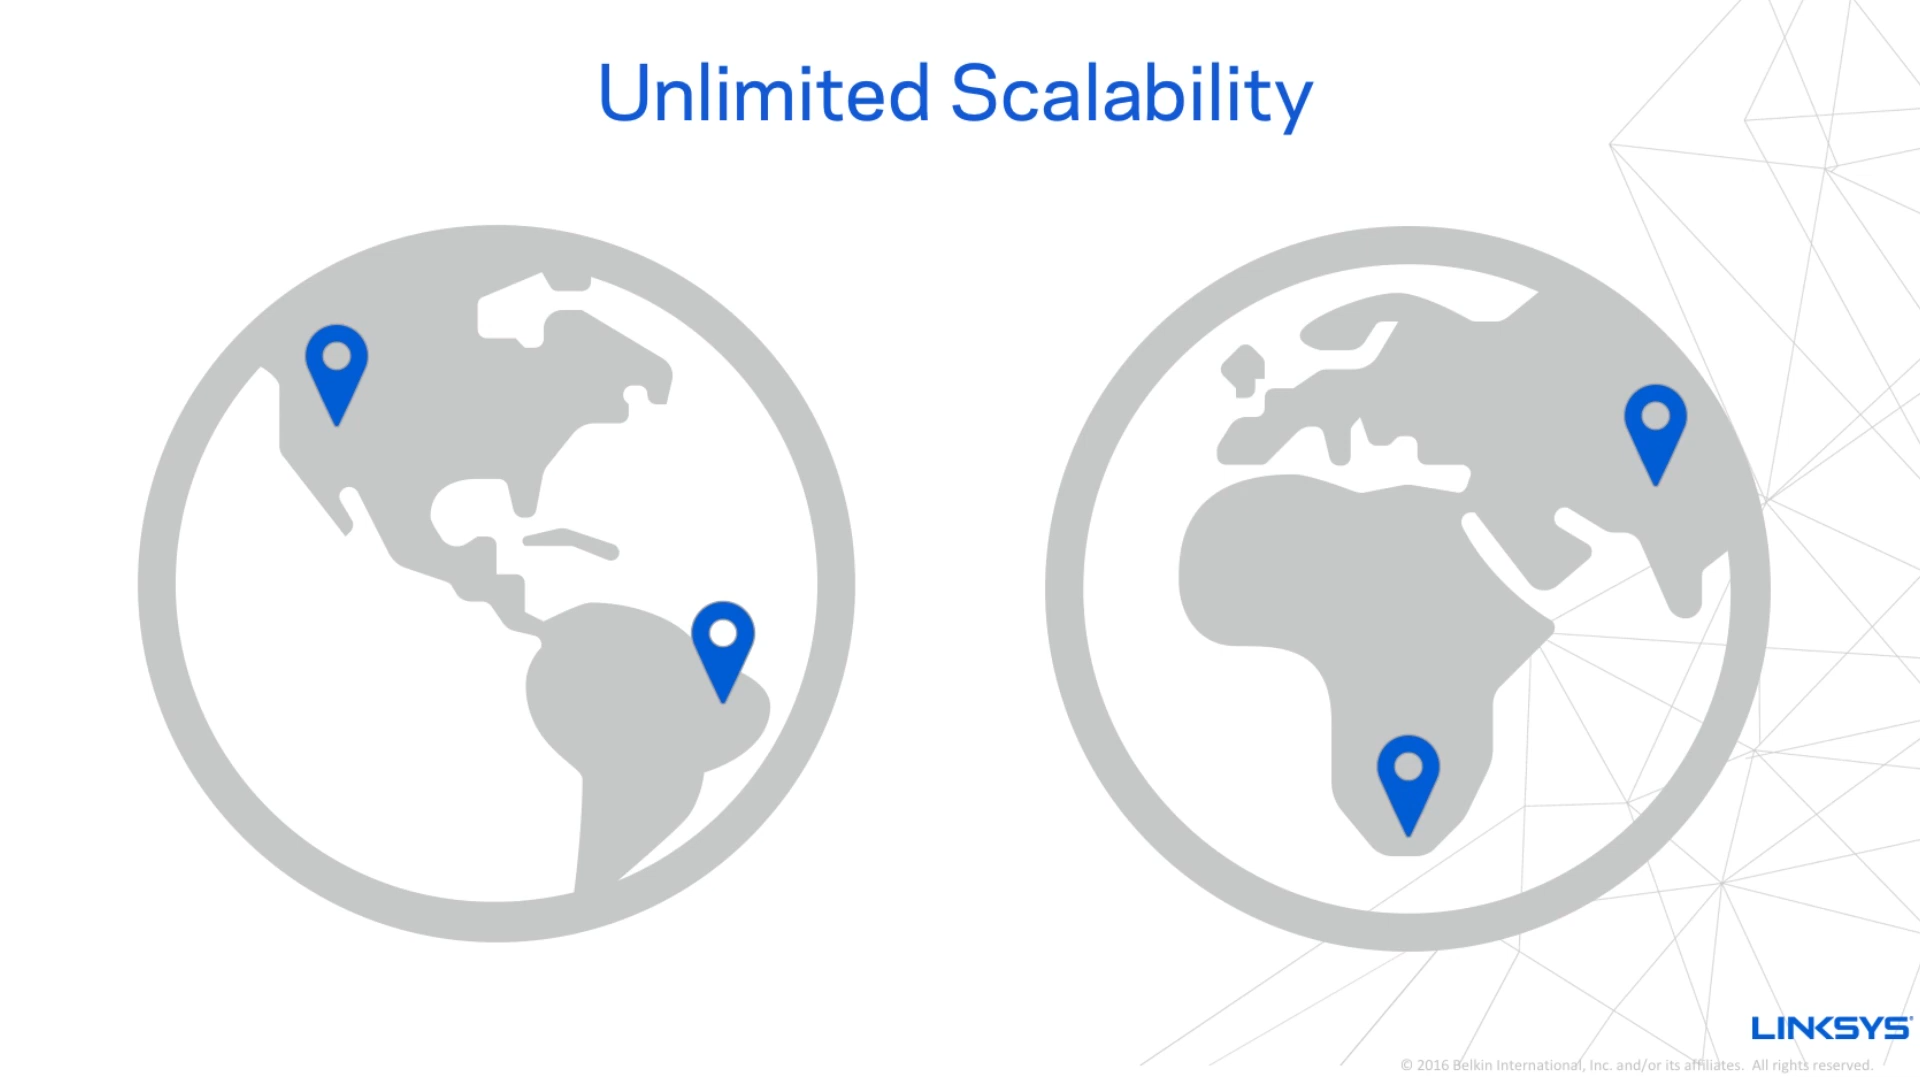 Unlimited Scalability
LINKSYS®
© 2016 Belkin International, Inc. and/or its affiliates. All rights reserved.